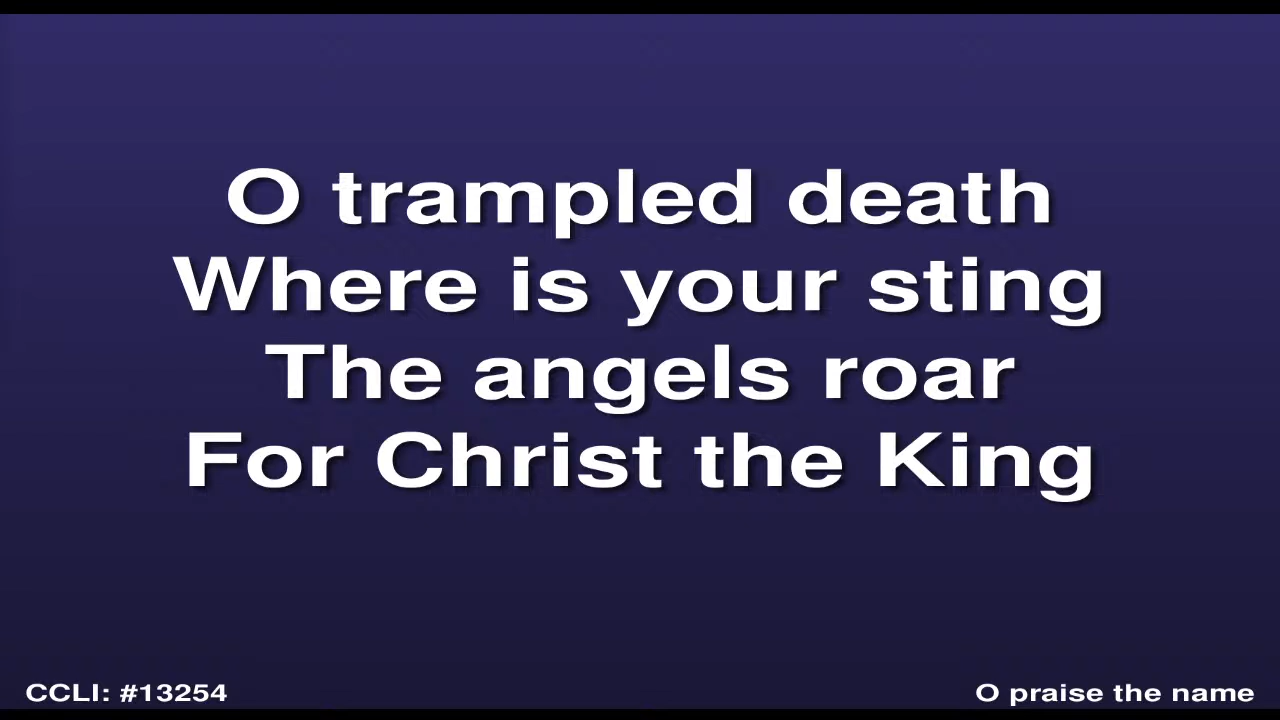 O trampled death
Where is your sting
The angels roar
For Christ the King
CCLI: #13254
O praise the name